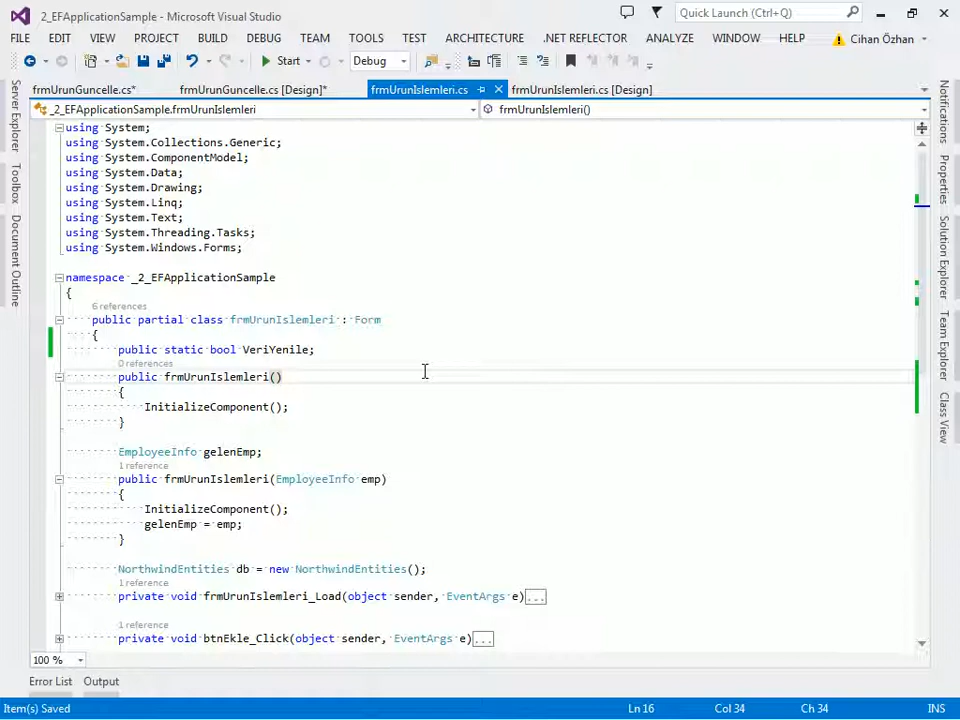 2_EFApplicationSample - Microsoft Visual Studio
Quick Launch (Ctrl+Q)
FILE EDIT VIEW PROJECT BUILD DEBUG TEAM TOOLS TEST ARCHITECTURE .NET REFLECTOR ANALYZE WINDOW HELP Cihan Özhan
Start Debug
frmUrunGuncelle.cs* frmUrunGuncelle.cs [Design]* frmUrunIslemleri.cs frmUrunIslemleri.cs [Design]
_2_EFApplicationSample.frmUrunIslemleri frmUrunIslemleri()
Server Explorer
Toolbox
Document Outline
using System;
using System.Collections.Generic;
using System.ComponentModel;
using System.Data;
using System.Drawing;
using System.Linq;
using System.Text;
using System.Threading.Tasks;
using System.Windows.Forms;
namespace _2_EFApplicationSample
{
6 references
public partial class frmUrunIslemleri : Form
{
public static bool VeriYenile;
0 references
public frmUrunIslemleri()
{
InitializeComponent();
}
EmployeeInfo gelenEmp;
1 reference
public frmUrunIslemleri(EmployeeInfo emp)
{
InitializeComponent();
gelenEmp = emp;
}
NorthwindEntities db = new NorthwindEntities();
1 reference
private void frmUrunIslemleri_Load(object sender, EventArgs e)...
1 reference
private void btnEkle_Click(object sender, EventArgs e)...
Notifications
Properties
Solution Explorer
Team Explorer
Class View
100 %
Error List Output
Item(s) Saved Ln 16 Col 34 Ch 34 INS